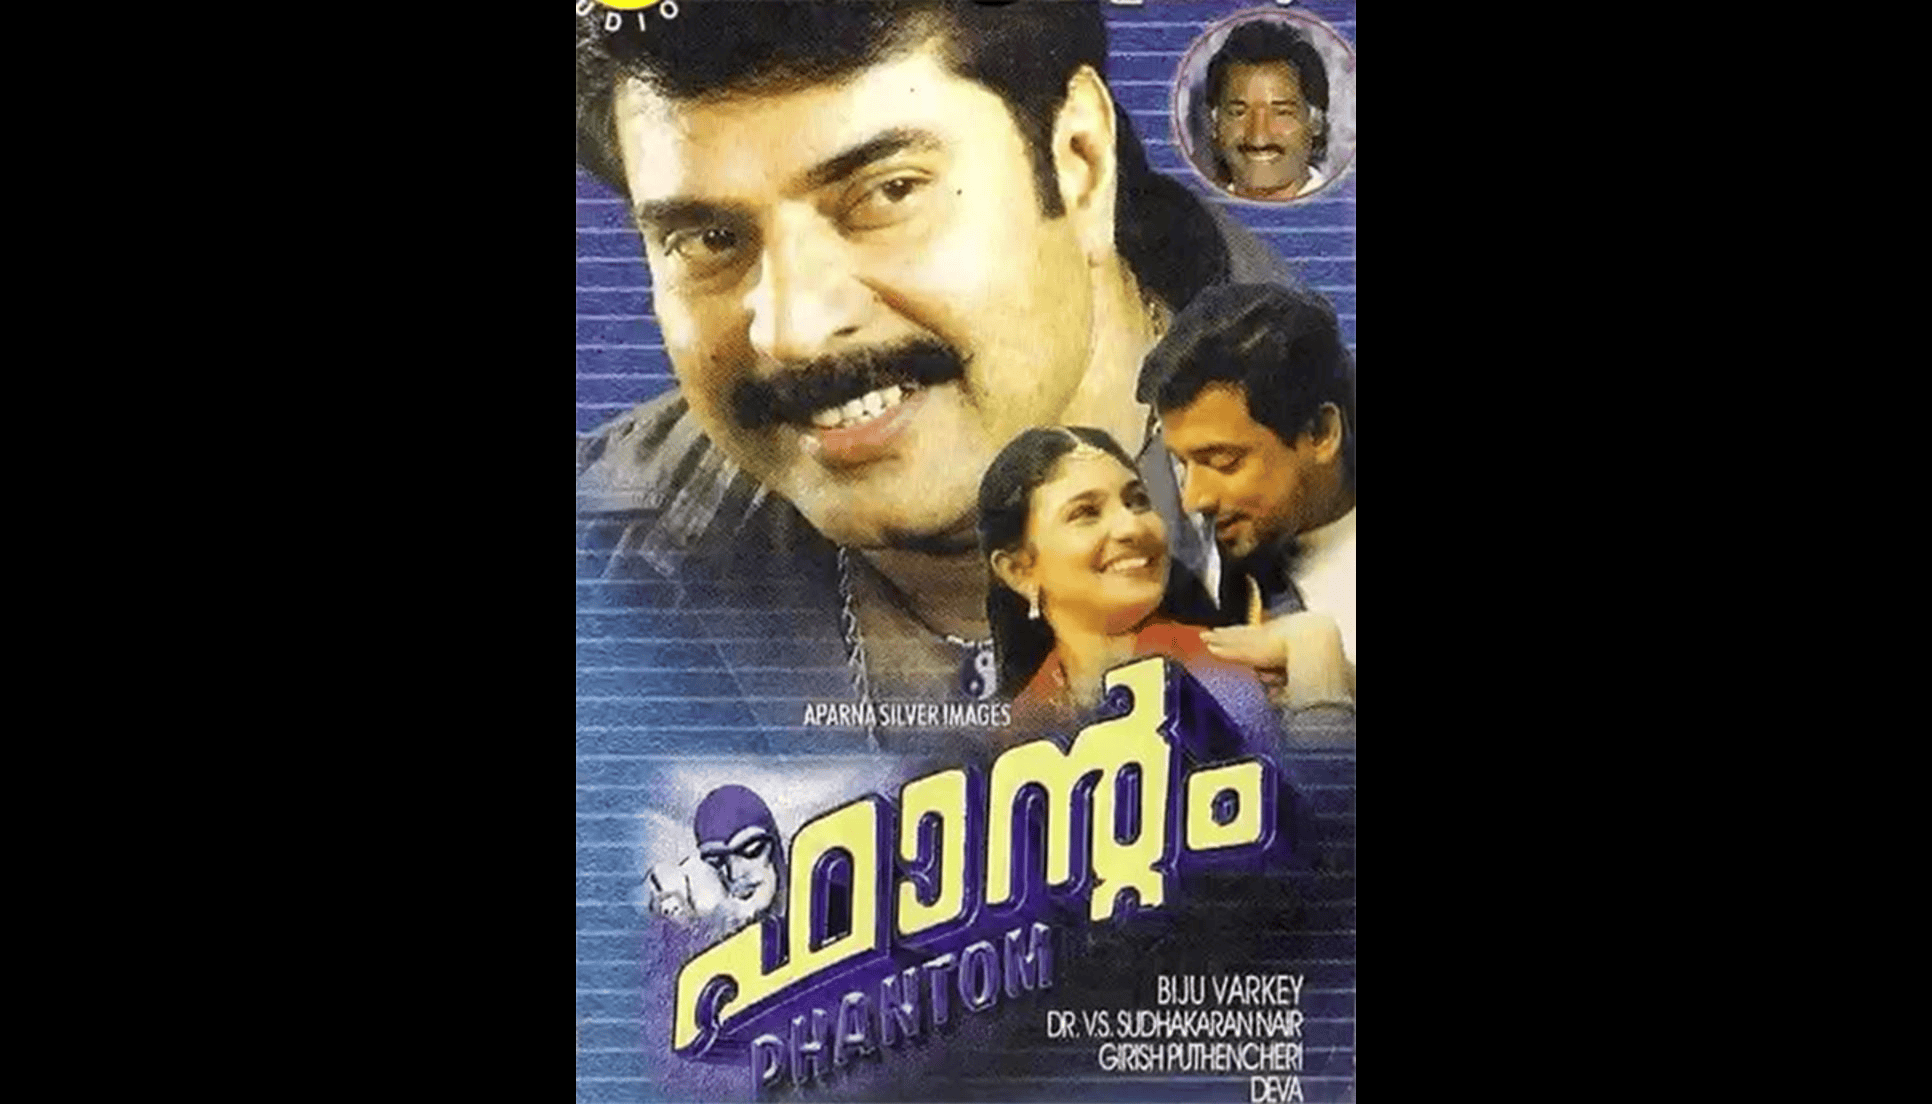 UDIO
APARNA SILVER IMAGES
ഫാന്റം
PHANTOM
BIJU VARKEY
DR. V.S. SUDHAKARAN NAIR
GIRISH PUTHENCHERI
DEVA